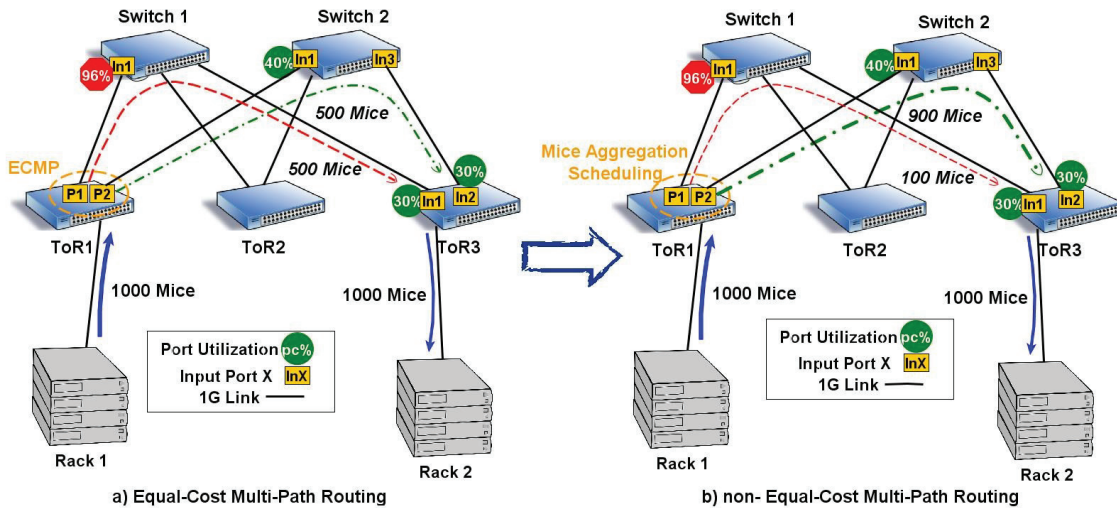 Switch 1
Switch 2
In1
96%
40%
In1
In3
500 Mice
500 Mice
ECMP
P1
P2
30%
30%
In1
In2
ToR1
ToR2
ToR3
1000 Mice
1000 Mice
Port Utilization pc%
Input Port X InX
1G Link
Rack 1
Rack 2
a) Equal-Cost Multi-Path Routing
Switch 1
Switch 2
In1
96%
40%
In1
In3
900 Mice
100 Mice
Mice Aggregation
Scheduling
P1
P2
30%
30%
In1
In2
ToR1
ToR2
ToR3
1000 Mice
1000 Mice
Port Utilization pc%
Input Port X InX
1G Link
Rack 1
Rack 2
b) non- Equal-Cost Multi-Path Routing